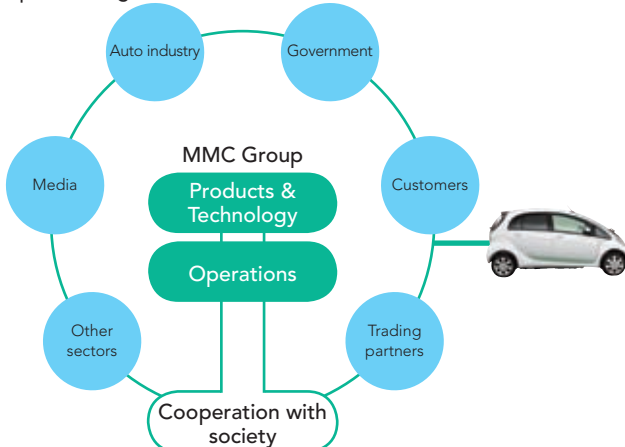 Auto industry
Government
Media
MMC Group
Products &
Technology
Customers
Operations
Other
sectors
Trading
partners
Cooperation with
society